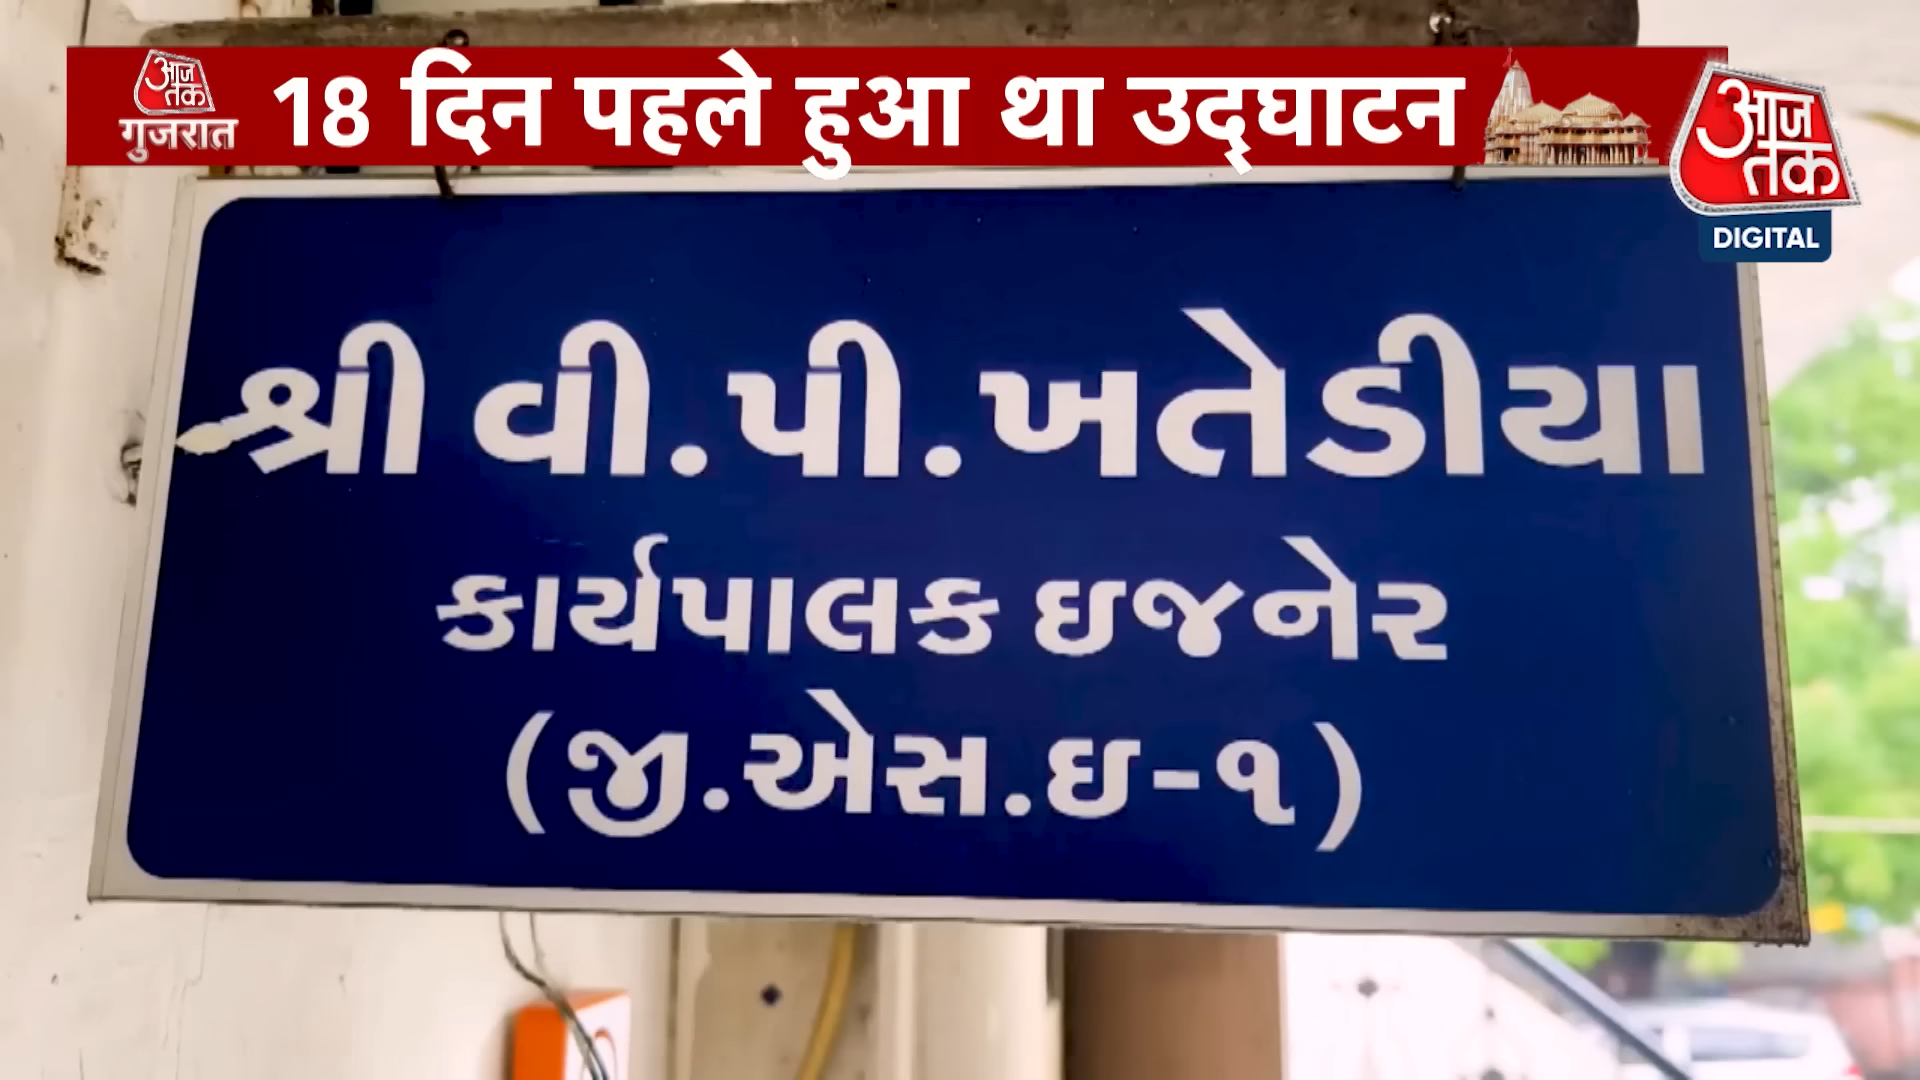 आज तक
गुजरात
18 दिन पहले हुआ था उद्घाटन
आज तक
DIGITAL
શ્રી વી.પી.ખતેડીયા
કાર્યપાલક ઇજનેર
(જી.એસ.ઇ-૧)